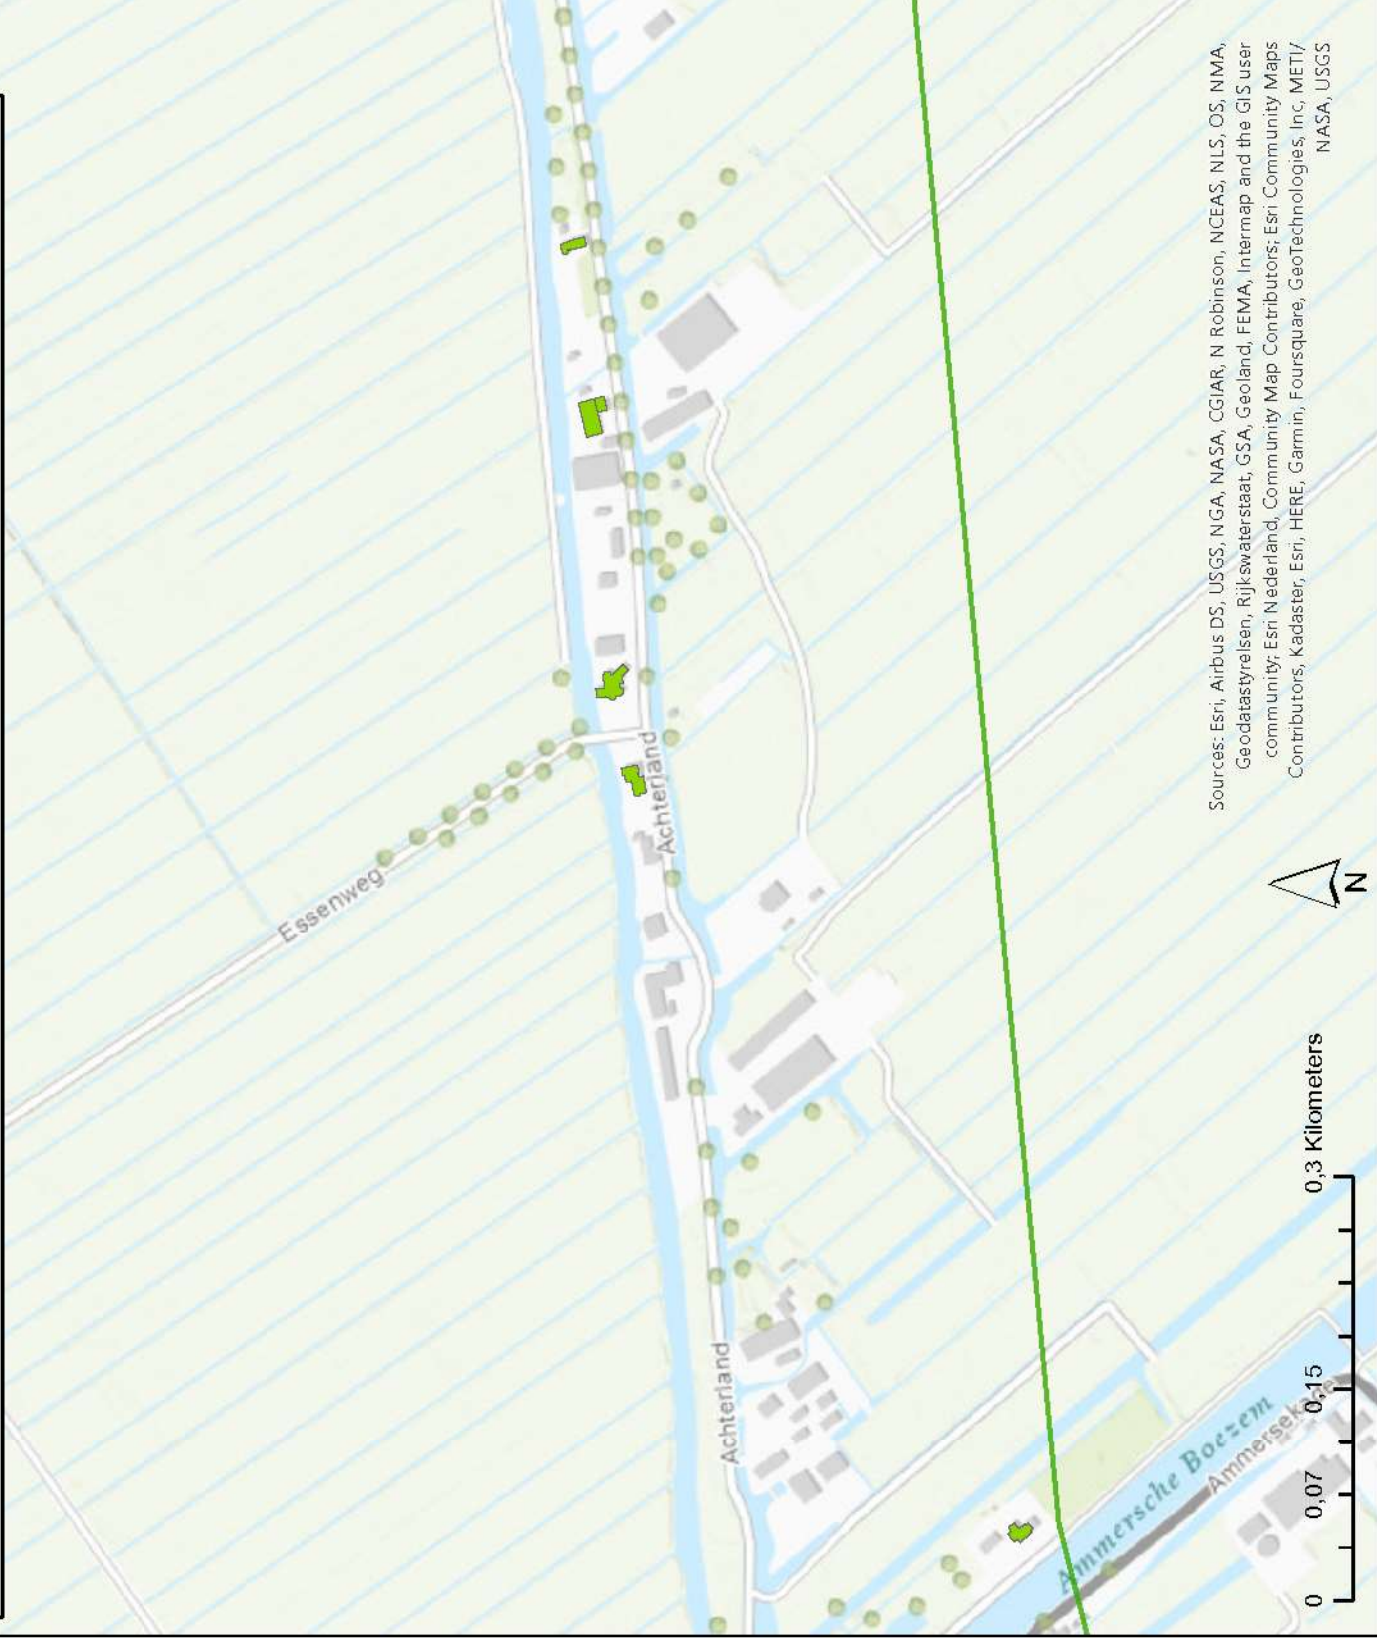 Essenweg
Achterland
Achterland
Ammersche Boezem
Ammersekade
Sources: Esri, Airbus DS, USGS, NGA, NASA, CGIAR, N Robinson, NCEAS, NLS, OS, NMA,
Geodatastyrelsen, Rijkswaterstaat, GSA, Geoland, FEMA, Intermap and the GIS user
community; Esri Nederland, Community Map Contributors; Esri Community Maps
Contributors, Kadaster, Esri, HERE, Garmin, Foursquare, GeoTechnologies, Inc, METI/
NASA, USGS
N
0 0,07 0,15 0,3 Kilometers